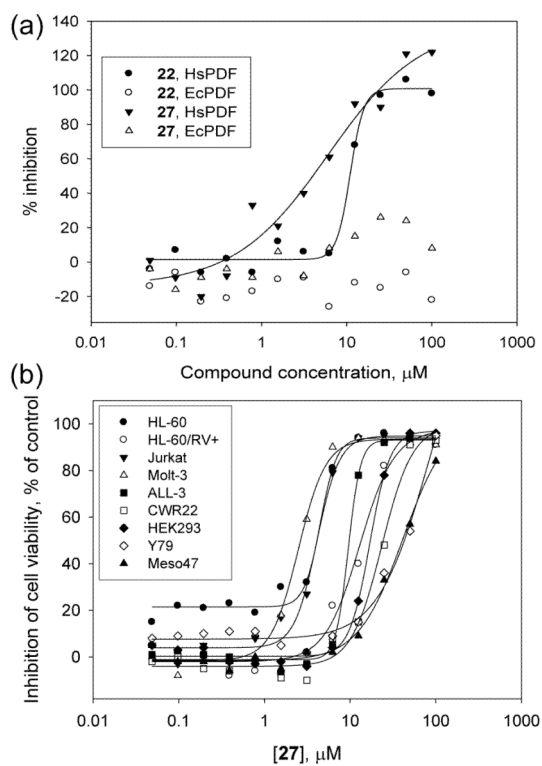 (a)
140
120
100
80
60
40
20
0
-20
% inhibition
22, HsPDF
22, EcPDF
27, HsPDF
27, EcPDF
0.01 0.1 1 10 100 1000
Compound concentration, μM
(b)
100
80
60
40
20
0
Inhibition of cell viability, % of control
HL-60
HL-60/RV+
Jurkat
Molt-3
ALL-3
CWR22
HEK293
Y79
Meso47
0.01 0.1 1 10 100 1000
[27], μM